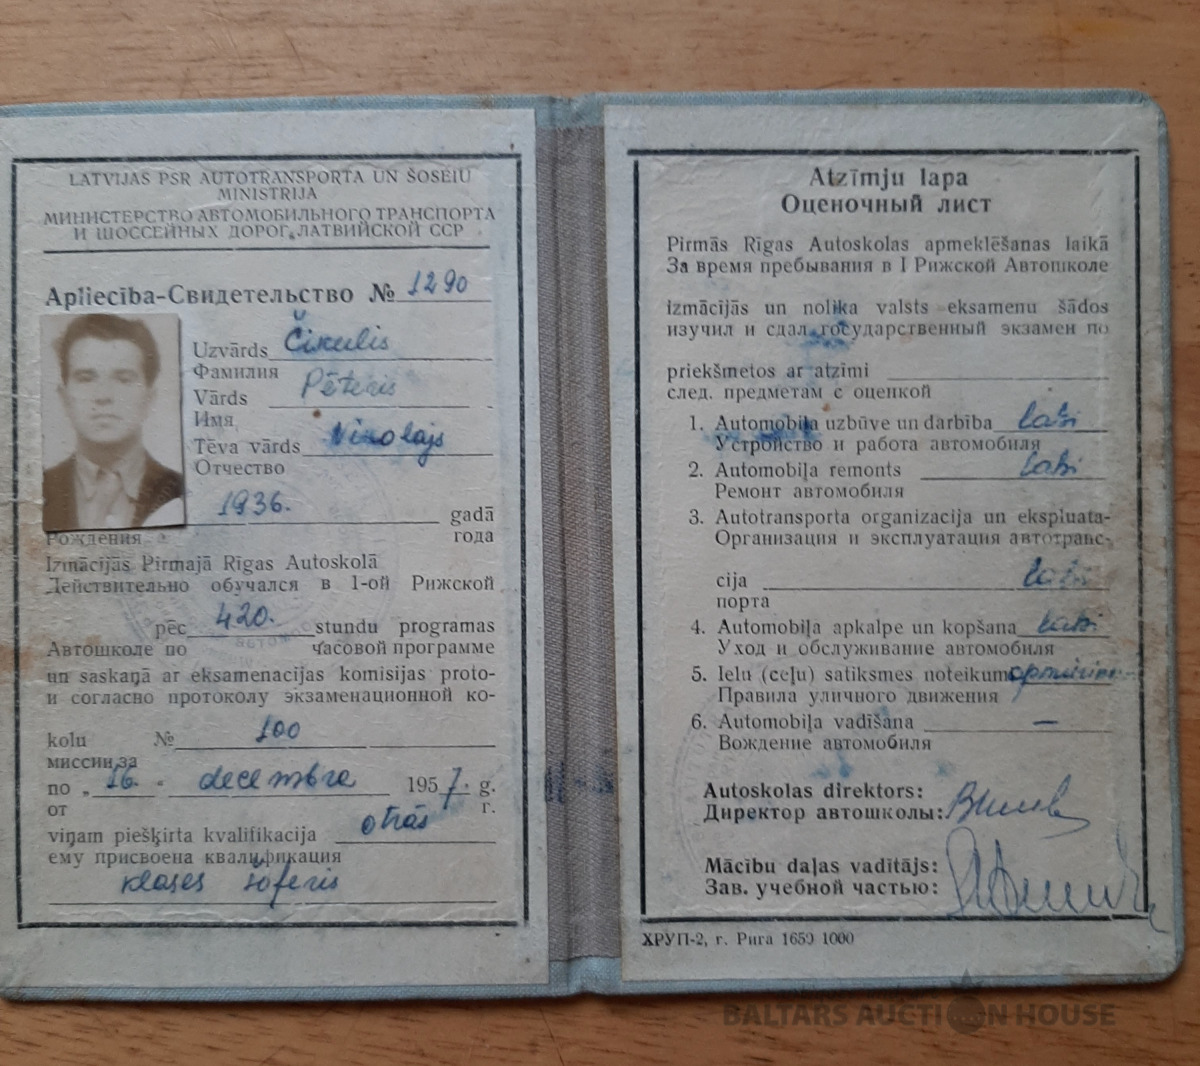 LATVIJAS PSR AUTOTRANSPORTA UN ŠOSEJU
MINISTRIJA
МИНИСТЕРСТВО АВТОМОБИЛЬНОГО ТРАНСПОРТА
И ШОССЕЙНЫХ ДОРОГ ЛАТВИЙСКОЙ ССР
Apliecība-Свидетельство № 1290
Uzvārds Čikulis
Фамилия
Vārds Pēteris
Имя
Tēva vārds Nikolajs
Отчество
1936. gadā
Рождения года
Izmācījās Pirmajā Rīgas Autoskolā
Действительно обучался в 1-ой Рижской
pēc 420. stundu programas
Автошколе по часовой программе
un saskaņā ar eksamenacijas komisijas proto-
и согласно протоколу экзаменационной ко-
kolu № 100
миссии за
no „ 16. " decembra 1957. g.
от г.
viņam piešķirta kvalifikacija otrās
ему присвоена квалификация
klases šoferis
Atzīmju lapa
Оценочный лист
Pirmās Rīgas Autoskolas apmeklēšanas laikā
За время пребывания в I Рижской Автошколе
izmācījās un nolika valsts eksamenu šādos
изучил и сдал государственный экзамен по
priekšmetos ar atzīmi
след. предметам с оценкой
1. Automobiļa uzbūve un darbība labi
Устройство и работа автомобиля
2. Automobiļa remonts labi
Ремонт автомобиля
3. Autotransporta organizacija un ekspluata-
Организация и эксплуатация автотранс-
cija labi
порта
4. Automobiļa apkalpe un kopšana labi
Уход и обслуживание автомобиля
5. Ielu (ceļu) satiksmes noteikumi
Правила уличного движения
6. Automobiļa vadīšana —
Вождение автомобиля
Autoskolas direktors:
Директор автошколы:
Mācību daļas vadītājs:
Зав. учебной частью:
ХРУП-2, г. Рига 1659 1000
BALTARS AUCTION HOUSE